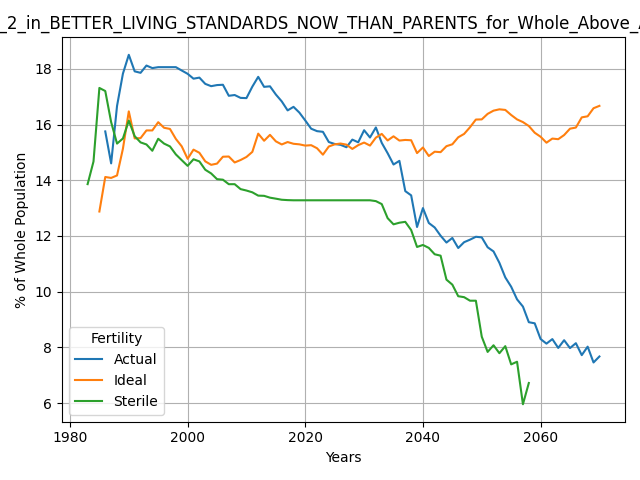 _2_in_BETTER_LIVING_STANDARDS_NOW_THAN_PARENTS_for_Whole_Above_
% of Whole Population
18
16
14
12
10
8
6
Fertility
Actual
Ideal
Sterile
1980
2000
2020
2040
2060
Years